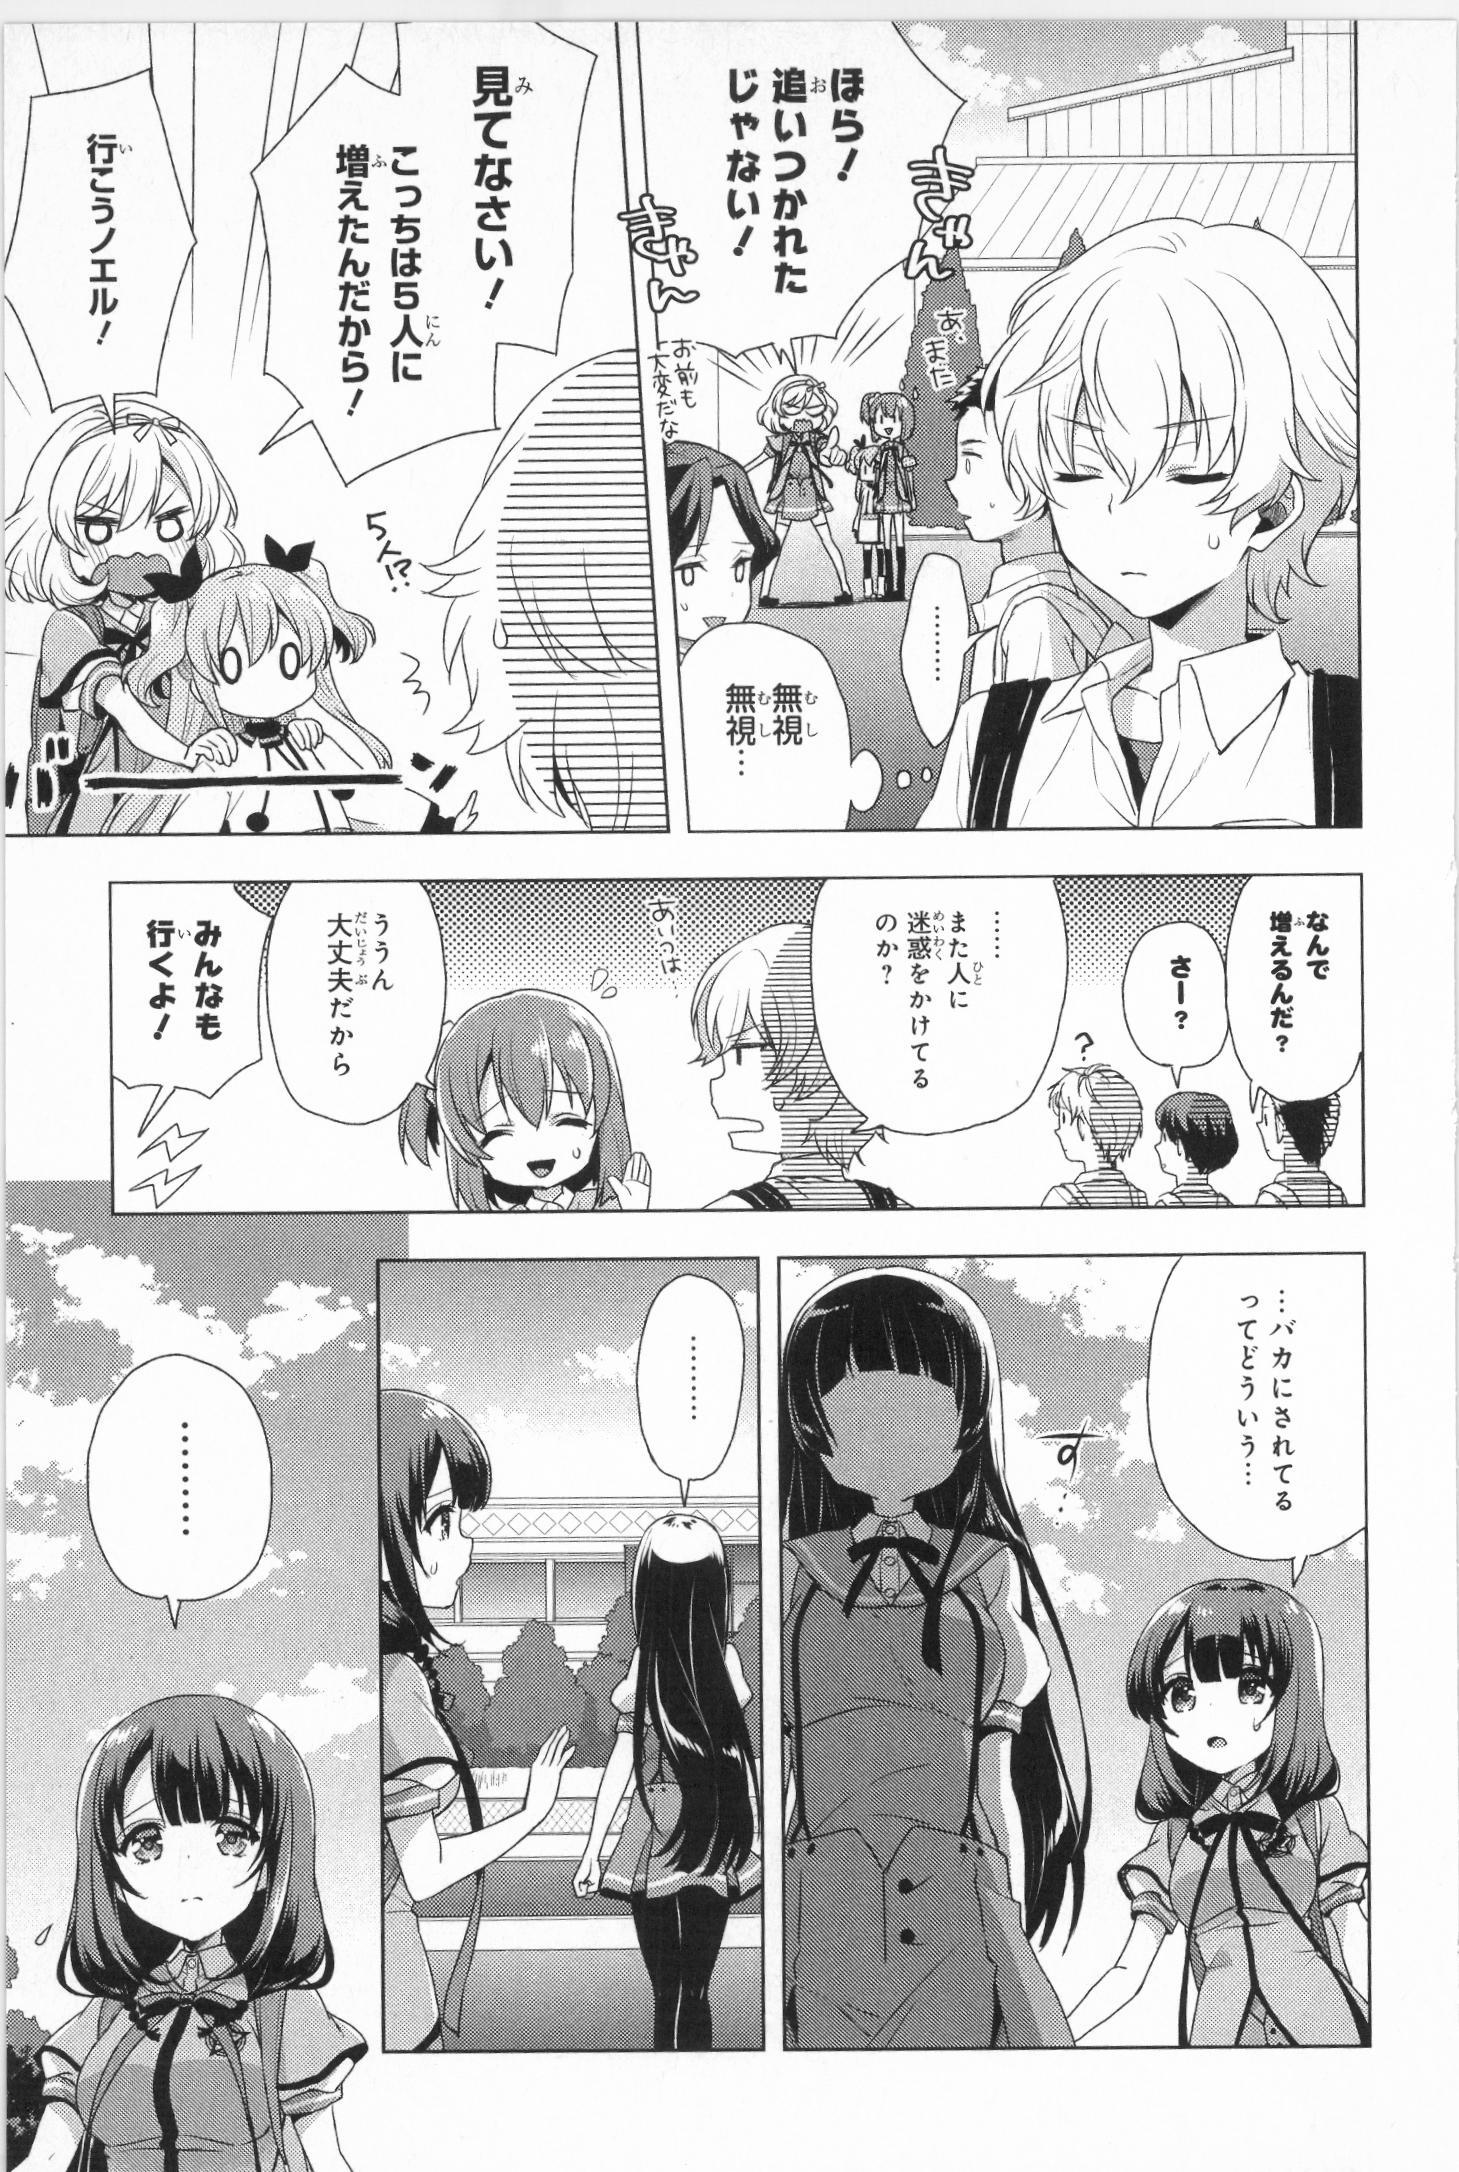 ほら!
追いつかれた
じゃない!
きゃん
きゃん
あ、
まだ
お前も
大変だな
………
無視
無視…
見てなさい!
こっちは5人に
増えたんだから!
5人!?
行こうノエル!
なんで
増えるんだ?
さー?
?
……
また人に
迷惑をかけてる
のか?
あいつは…
ううん
大丈夫だから
みんなも
行くよ!
…バカにされてる
ってどういう…
す…
………
………